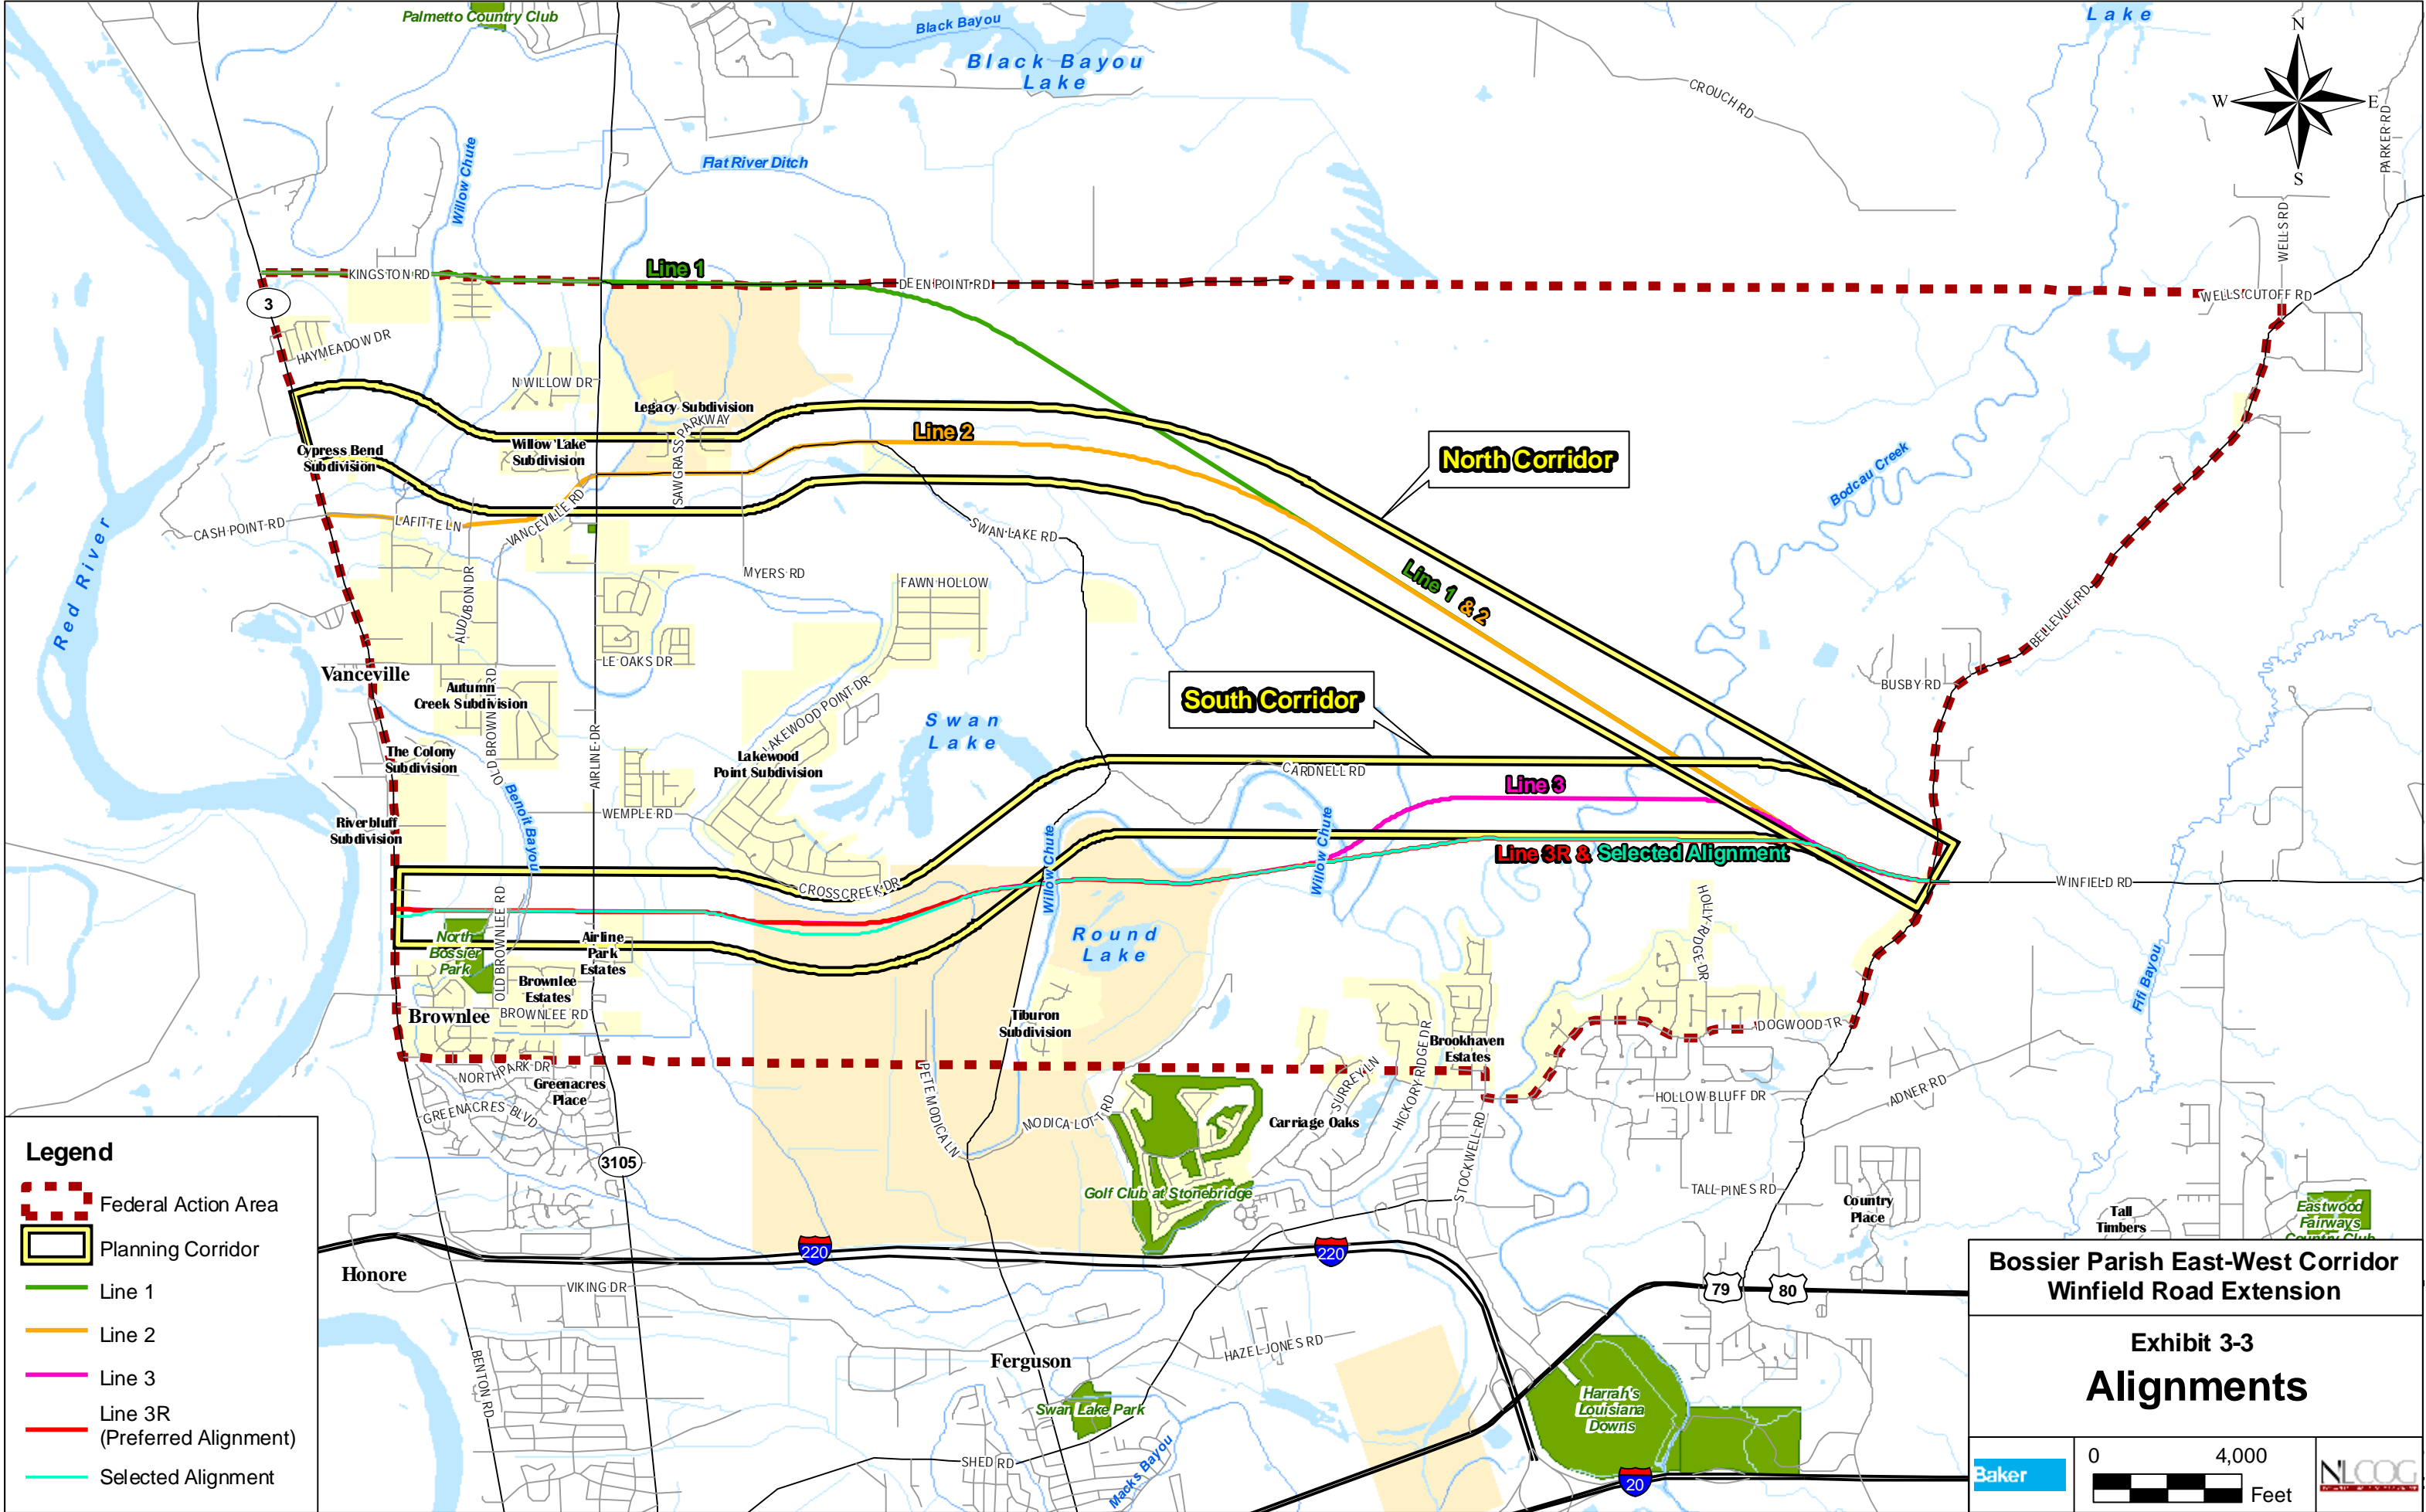 Palmetto Country Club
Black Bayou
Black Bayou
Lake
Lake
N
W
E
S
CROUCH RD
PARKER RD
Flat River Ditch
Willow Chute
WELLS RD
KINGSTON RD
Line 1
DEEN POINT RD
WELLS CUTOFF RD
3
HAYMEADOW DR
N WILLOW DR
Legacy Subdivision
SAWGRASS PARKWAY
Line 2
Cypress Bend
Subdivision
Willow Lake
Subdivision
North Corridor
Bodcau Creek
CASH POINT RD
LAFITTE LN
VANCEVILLE RD
SWAN LAKE RD
Red River
MYERS RD
FAWN HOLLOW
Line 1 & 2
AUDUBON DR
BELLEVUE RD
LE OAKS DR
Vanceville
Autumn
Creek Subdivision
OLD BROWNLEE RD
LAKEWOOD POINT DR
BUSBY RD
South Corridor
Swan
Lake
The Colony
Subdivision
AIRLINE DR
Lakewood
Point Subdivision
CARDNELL RD
Line 3
Benoit Bayou
WEMPLE RD
Riverbluff
Subdivision
Willow Chute
Willow Chute
Line 3R & Selected Alignment
CROSSCREEK DR
WINFIELD RD
OLD BROWNLEE RD
HOLLY RIDGE DR
North
Bossier
Park
Airline
Park
Estates
Round
Lake
Brownlee
Estates
Fifi Bayou
Brownlee
BROWNLEE RD
Tiburon
Subdivision
DOGWOOD TR
Brookhaven
Estates
NORTHPARK DR
Greenacres
Place
GREENACRES BLVD
PETE MODICA LN
MODICA LOTT RD
SURREY LN
HICKORY RIDGE DR
Carriage Oaks
STOCKWELL RD
HOLLOW BLUFF DR
ADNER RD
3105
Golf Club at Stonebridge
TALL PINES RD
Country
Place
Tall
Timbers
Eastwood
Fairways
Country Club
220
220
Honore
VIKING DR
79
80
BENTON RD
Ferguson
HAZEL JONES RD
Swan Lake Park
Harrah's
Louisiana
Downs
SHED RD
Macks Bayou
20
Legend
Federal Action Area
Planning Corridor
Line 1
Line 2
Line 3
Line 3R
(Preferred Alignment)
Selected Alignment
Bossier Parish East-West Corridor
Winfield Road Extension
Exhibit 3-3
Alignments
Baker
0 4,000
Feet
NLCOG